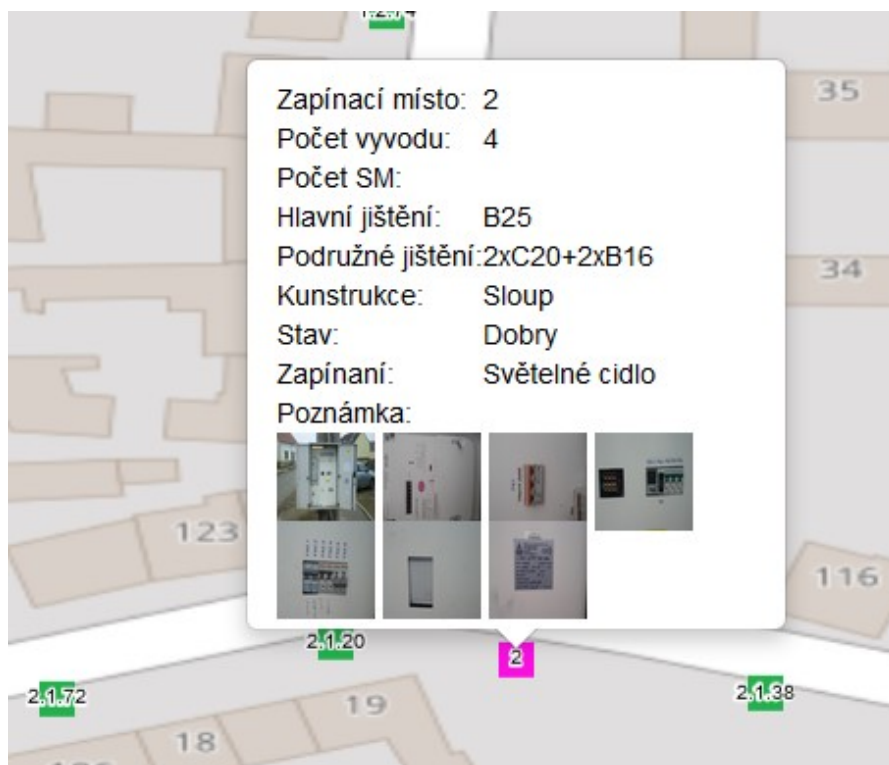 35
Zapínací místo: 2
Počet vyvodu: 4
Počet SM:
Hlavní jištění: B25
Podružné jištění:2xC20+2xB16
34
Kunstrukce: Sloup
Stav: Dobry
Zapínaní: Světelné cidlo
Poznámka:
123
116
2.1.20
2
2.1.72
2.1.38
19
18